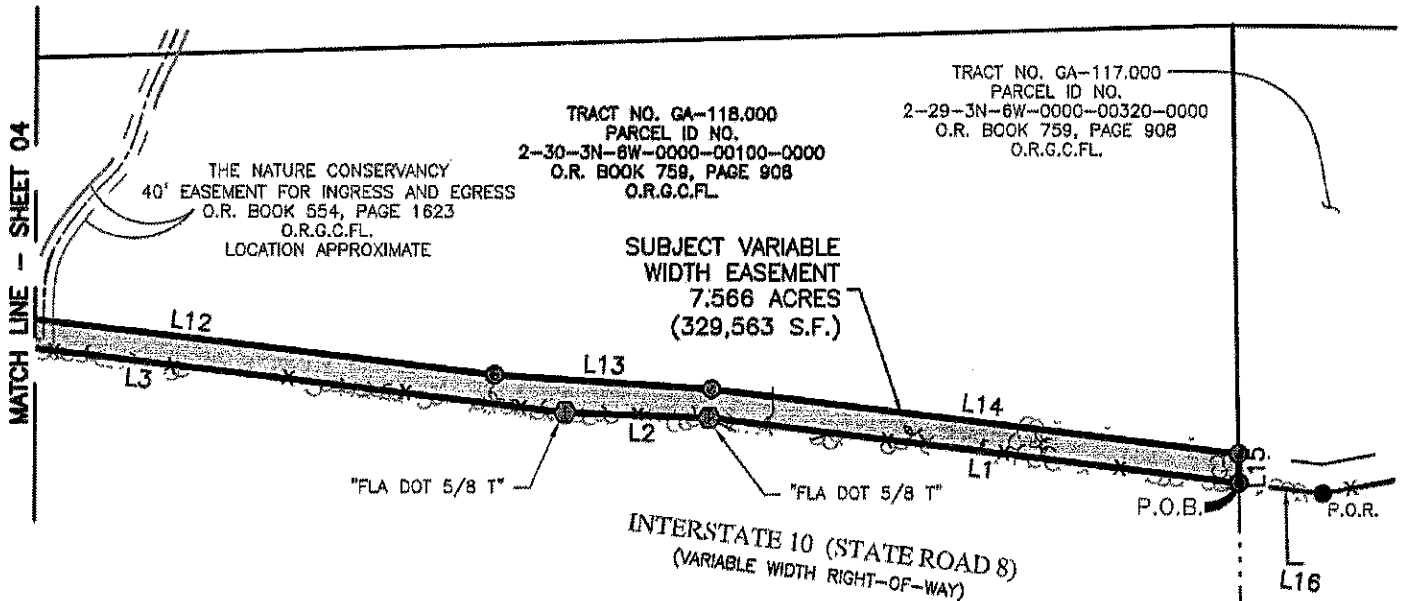 MATCH LINE - SHEET 04
THE NATURE CONSERVANCY
40' EASEMENT FOR INGRESS AND EGRESS
O.R. BOOK 554, PAGE 1623
O.R.G.C.FL.
LOCATION APPROXIMATE
TRACT NO. GA-118.000
PARCEL ID NO.
2-30-3N-6W-0000-00100-0000
O.R. BOOK 759, PAGE 908
O.R.G.C.FL.
TRACT NO. GA-117.000
PARCEL ID NO.
2-29-3N-6W-0000-00320-0000
O.R. BOOK 759, PAGE 908
O.R.G.C.FL.
SUBJECT VARIABLE
WIDTH EASEMENT
7.566 ACRES
(329,563 S.F.)
L12
L13
L14
L3
L2
L1
L15
"FLA DOT 5/8 T"
"FLA DOT 5/8 T"
P.O.B.
P.O.R.
L16
INTERSTATE 10 (STATE ROAD 8)
(VARIABLE WIDTH RIGHT-OF-WAY)